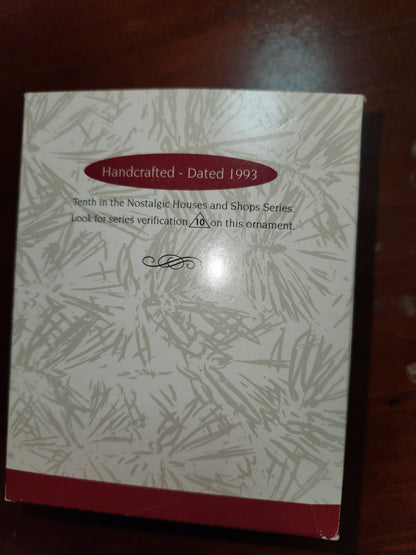 Handcrafted - Dated 1993
Tenth in the Nostalgic Houses and Shops Series.
Look for series verification 10 on this ornament.